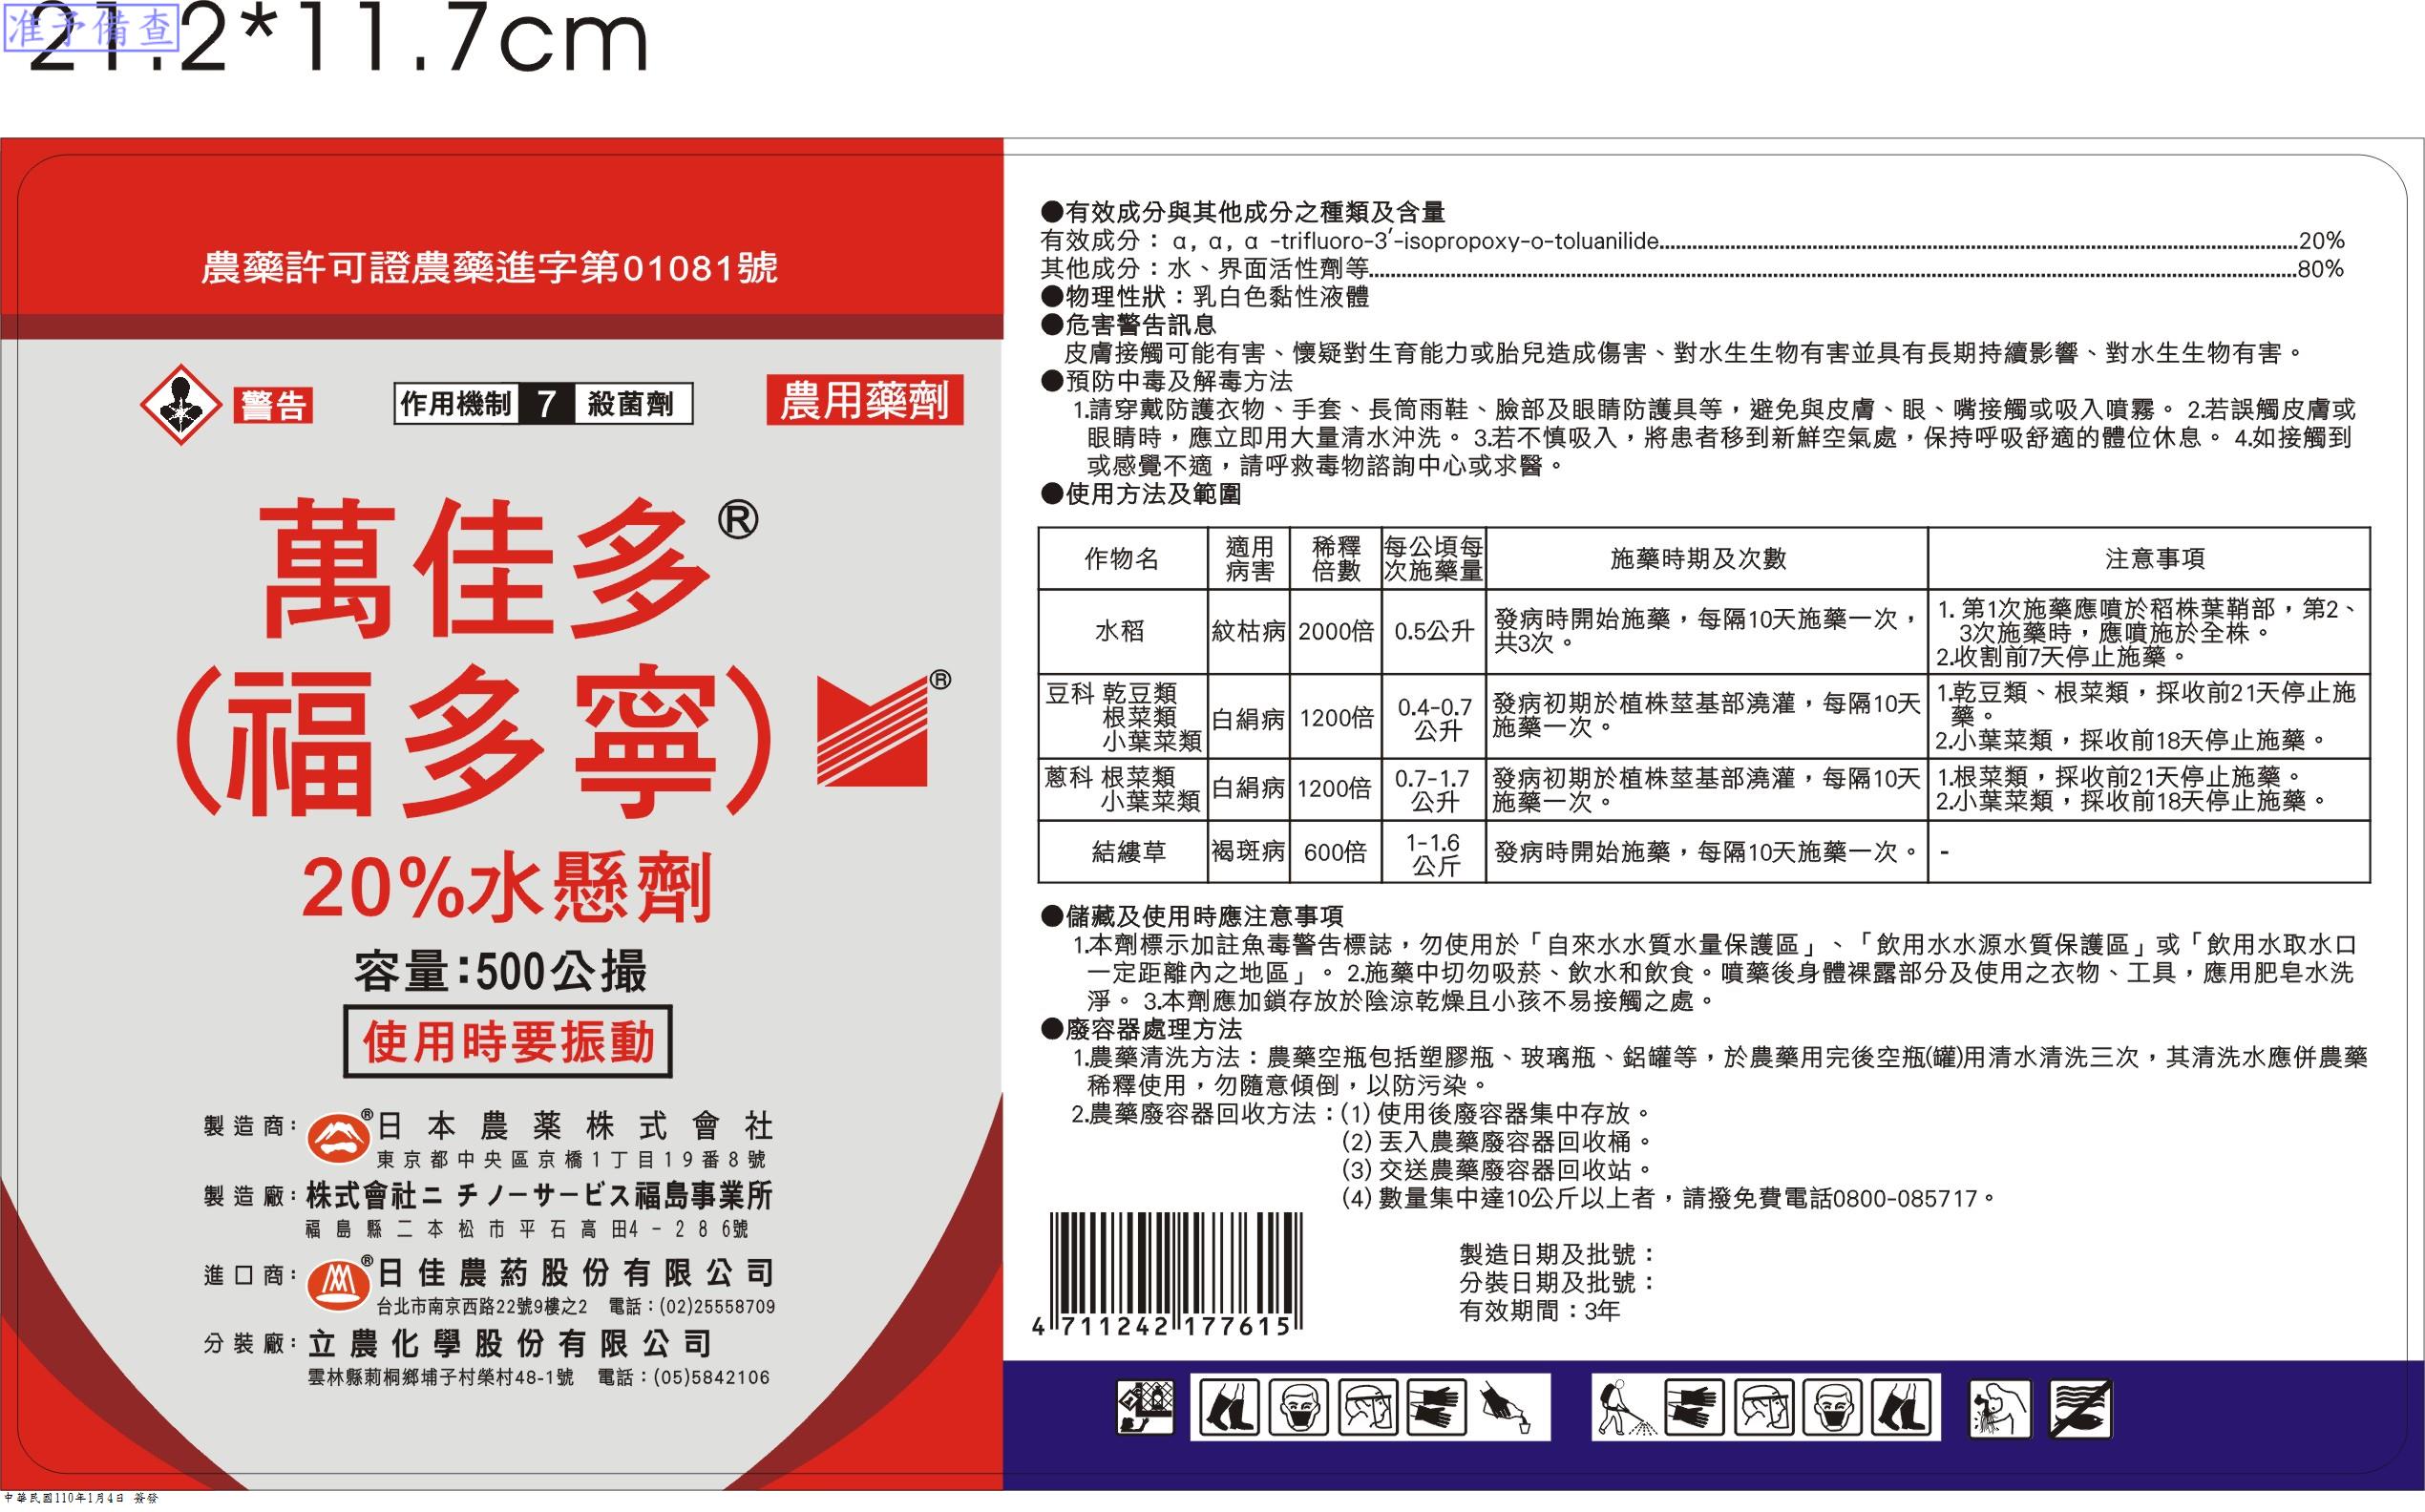 准予備查
21.2*11.7cm
農藥許可證農藥進字第01081號
警告
作用機制 7 殺菌劑
農用藥劑
萬佳多®
(福多寧)®
20%水懸劑
容量:500公撮
使用時要振動
製造商:®日本農薬株式會社
東京都中央區京橋1丁目19番8號
製造廠:株式會社ニチノーサービス福島事業所
福島縣二本松市平石高田4-286號
進口商:®日佳農葯股份有限公司
台北市南京西路22號9樓之2 電話:(02)25558709
分裝廠:立農化學股份有限公司
雲林縣莿桐鄉埔子村榮村48-1號 電話:(05)5842106
●有效成分與其他成分之種類及含量
有效成分:α, α, α -trifluoro-3′-isopropoxy-o-toluanilide........20%
其他成分:水、界面活性劑等........80%
●物理性狀:乳白色黏性液體
●危害警告訊息
皮膚接觸可能有害、懷疑對生育能力或胎兒造成傷害、對水生生物有害並具有長期持續影響、對水生生物有害。
●預防中毒及解毒方法
1.請穿戴防護衣物、手套、長筒雨鞋、臉部及眼睛防護具等,避免與皮膚、眼、嘴接觸或吸入噴霧。 2.若誤觸皮膚或
眼睛時,應立即用大量清水沖洗。 3.若不慎吸入,將患者移到新鮮空氣處,保持呼吸舒適的體位休息。 4.如接觸到
或感覺不適,請呼救毒物諮詢中心或求醫。
●使用方法及範圍
作物名 適用病害 稀釋倍數 每公頃每次施藥量 施藥時期及次數 注意事項
水稻 紋枯病 2000倍 0.5公升 發病時開始施藥,每隔10天施藥一次,共3次。 1. 第1次施藥應噴於稻株葉鞘部,第2、3次施藥時,應噴施於全株。 2.收割前7天停止施藥。
豆科 乾豆類 根菜類 小葉菜類 白絹病 1200倍 0.4-0.7公升 發病初期於植株莖基部澆灌,每隔10天施藥一次。 1.乾豆類、根菜類,採收前21天停止施藥。 2.小葉菜類,採收前18天停止施藥。
蔥科 根菜類 小葉菜類 白絹病 1200倍 0.7-1.7公升 發病初期於植株莖基部澆灌,每隔10天施藥一次。 1.根菜類,採收前21天停止施藥。 2.小葉菜類,採收前18天停止施藥。
結縷草 褐斑病 600倍 1-1.6公斤 發病時開始施藥,每隔10天施藥一次。 -
●儲藏及使用時應注意事項
1.本劑標示加註魚毒警告標誌,勿使用於「自來水水質水量保護區」、「飲用水水源水質保護區」或「飲用水取水口
一定距離內之地區」。 2.施藥中切勿吸菸、飲水和飲食。噴藥後身體裸露部分及使用之衣物、工具,應用肥皂水洗
淨。 3.本劑應加鎖存放於陰涼乾燥且小孩不易接觸之處。
●廢容器處理方法
1.農藥清洗方法:農藥空瓶包括塑膠瓶、玻璃瓶、鋁罐等,於農藥用完後空瓶(罐)用清水清洗三次,其清洗水應併農藥
稀釋使用,勿隨意傾倒,以防污染。
2.農藥廢容器回收方法:(1) 使用後廢容器集中存放。
(2) 丟入農藥廢容器回收桶。
(3) 交送農藥廢容器回收站。
(4) 數量集中達10公斤以上者,請撥免費電話0800-085717。
製造日期及批號:
分裝日期及批號:
有效期間:3年
4 711242 177615
中華民國110年1月4日 簽發